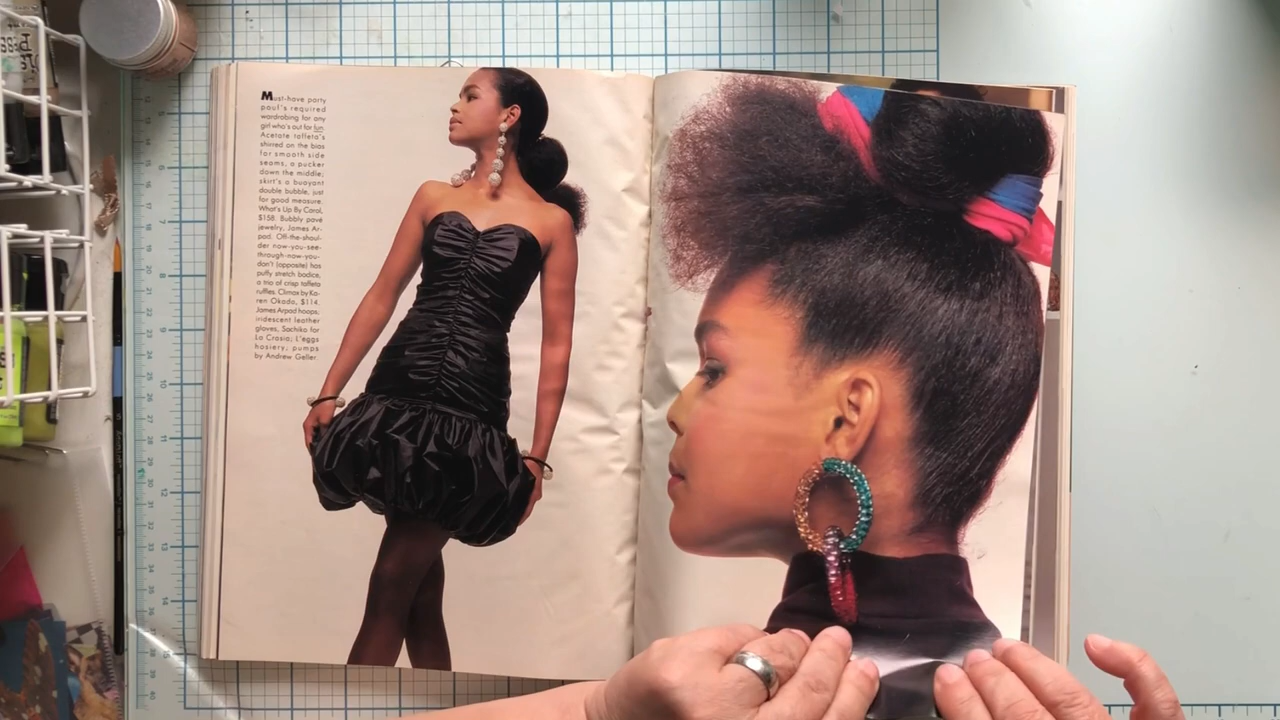 Must-have party
pouf's required
wardrobing for any
girl who's out for fun.
Acetate taffeta's
shirred on the bias
for smooth side
seams, a pucker
down the middle;
skirt's a buoyant
double bubble, just
for good measure.
What's Up By Carol,
$158. Bubbly pavé
jewelry, James Ar-
pad. Off-the-shoul-
der now-you-see-
through-now-you-
don't (opposite) has
puffy stretch bodice,
a trio of crisp taffeta
ruffles. Climax by Ka-
ren Okada, $114.
James Arpad hoops,
iridescent leather
gloves, Sachiko for
La Crasia; L'eggs
hosiery, pumps
by Andrew Geller.